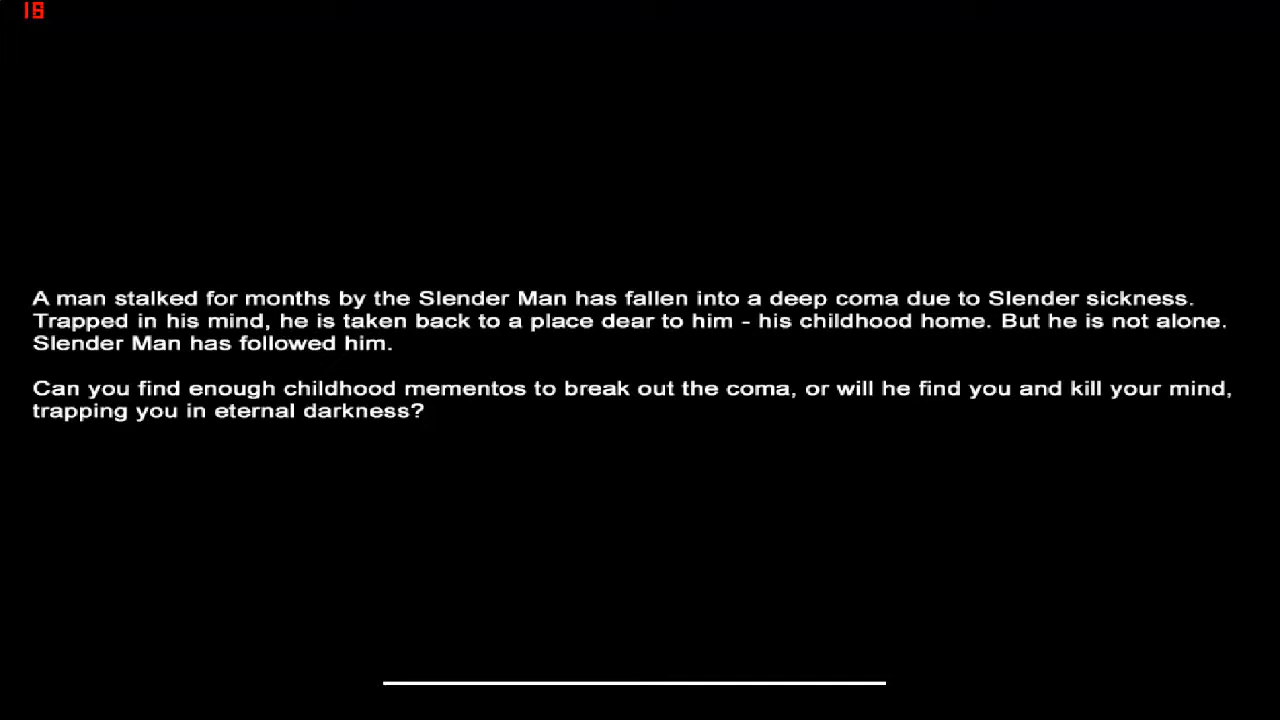 16
A man stalked for months by the Slender Man has fallen into a deep coma due to Slender sickness.
Trapped in his mind, he is taken back to a place dear to him - his childhood home. But he is not alone.
Slender Man has followed him.
Can you find enough childhood mementos to break out the coma, or will he find you and kill your mind,
trapping you in eternal darkness?